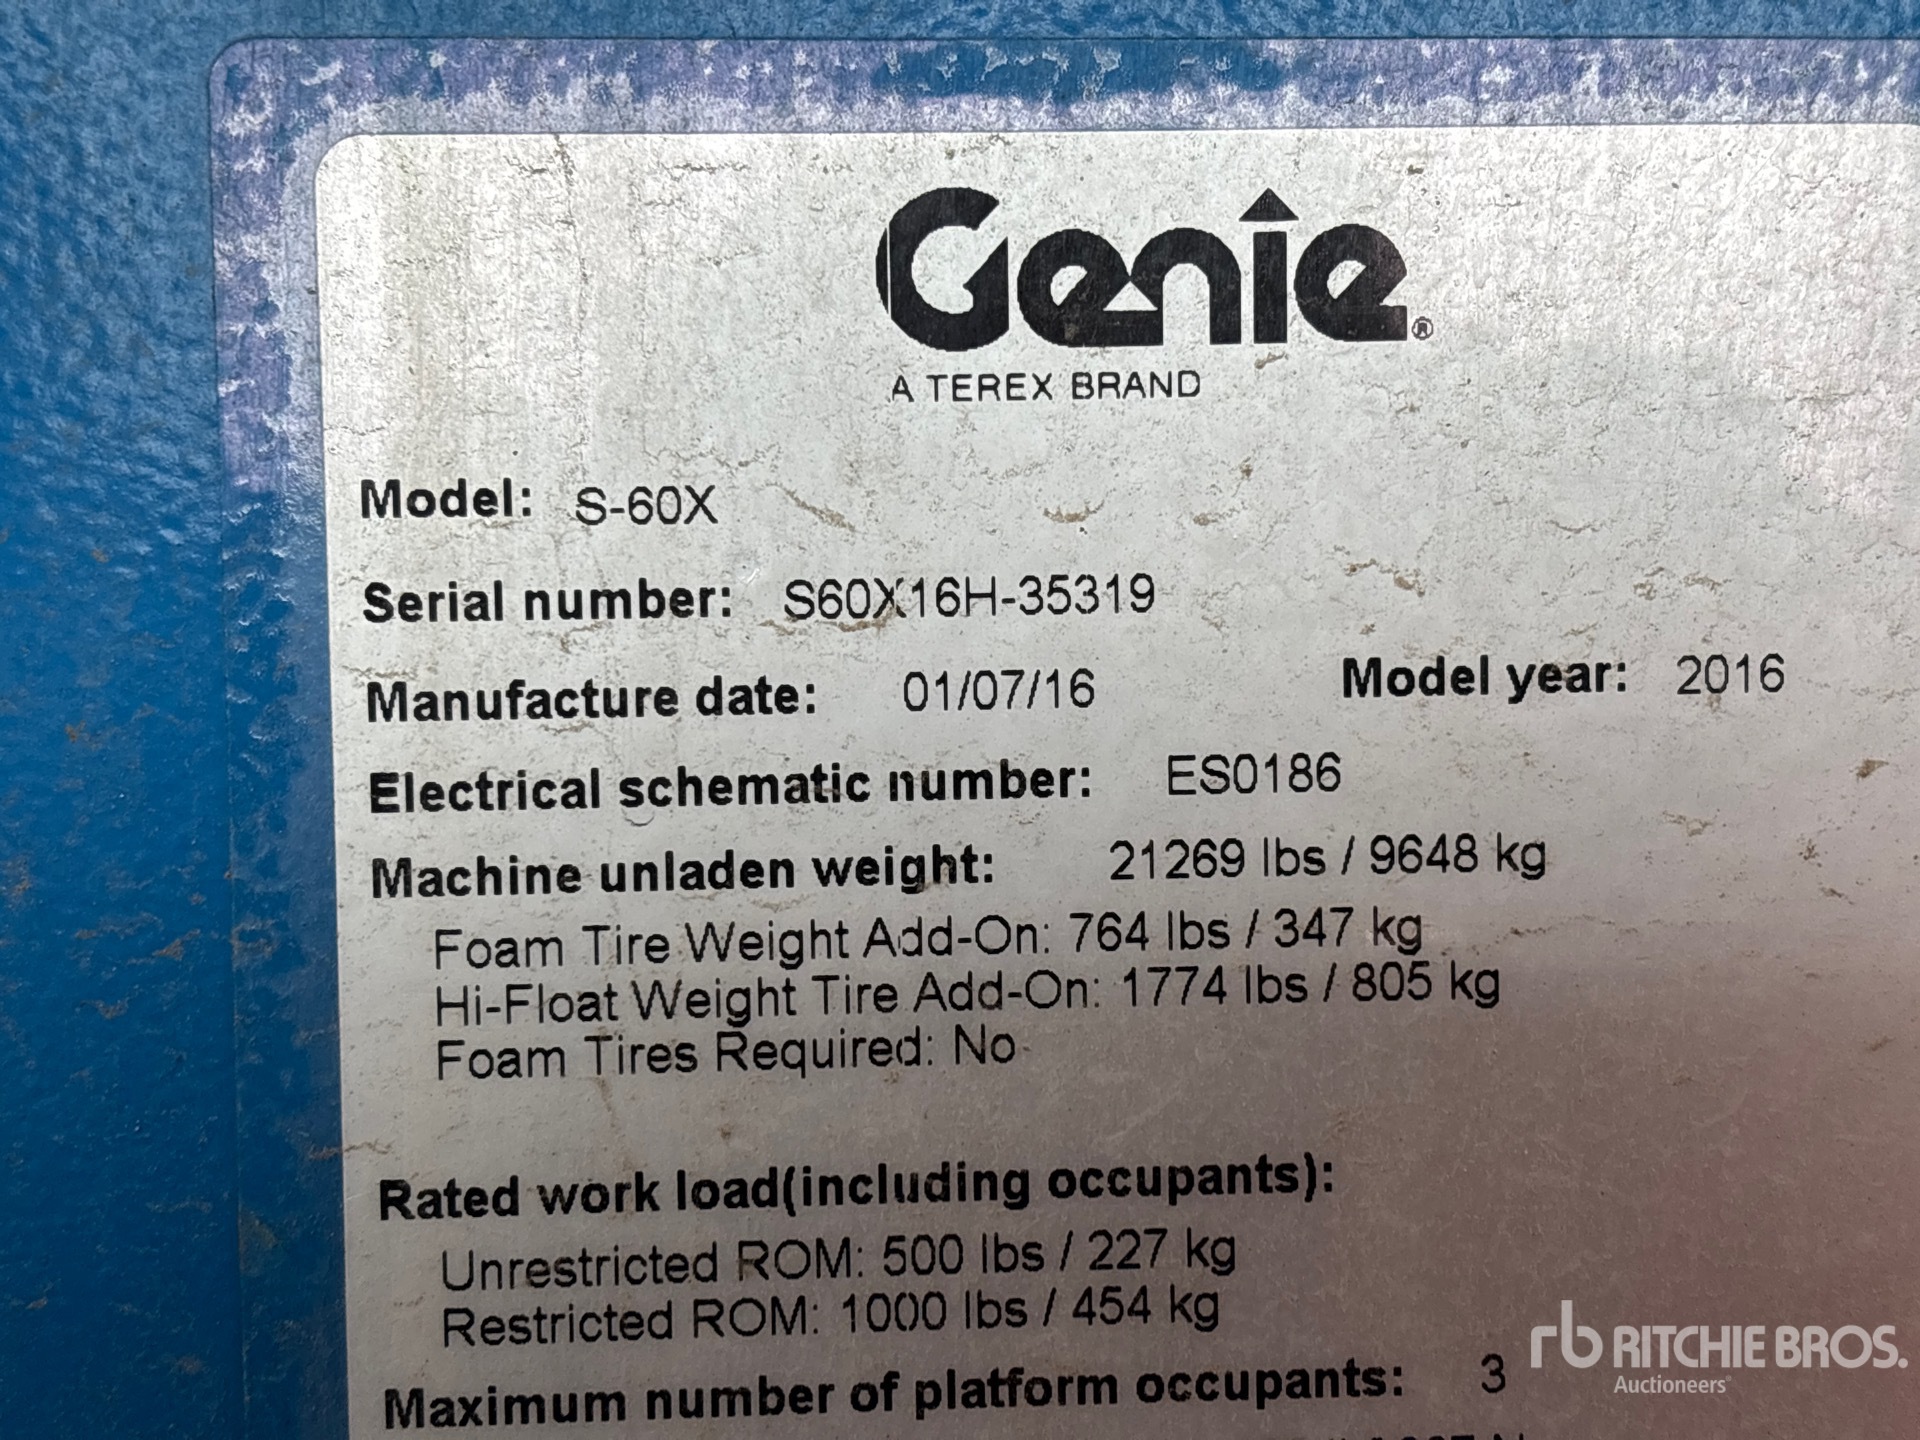 Genie®
A TEREX BRAND
Model: S-60X
Serial number: S60X16H-35319
Manufacture date: 01/07/16 Model year: 2016
Electrical schematic number: ES0186
Machine unladen weight: 21269 lbs / 9648 kg
Foam Tire Weight Add-On: 764 lbs / 347 kg
Hi-Float Weight Tire Add-On: 1774 lbs / 805 kg
Foam Tires Required: No
Rated work load(including occupants):
Unrestricted ROM: 500 lbs / 227 kg
Restricted ROM: 1000 lbs / 454 kg
Maximum number of platform occupants: 3
rb RITCHIE BROS.
Auctioneers